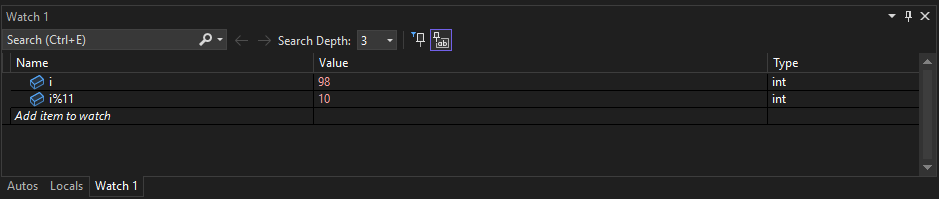 Watch 1
Search (Ctrl+E) Search Depth: 3
Name Value Type
i 98 int
i%11 10 int
Add item to watch
Autos Locals Watch 1